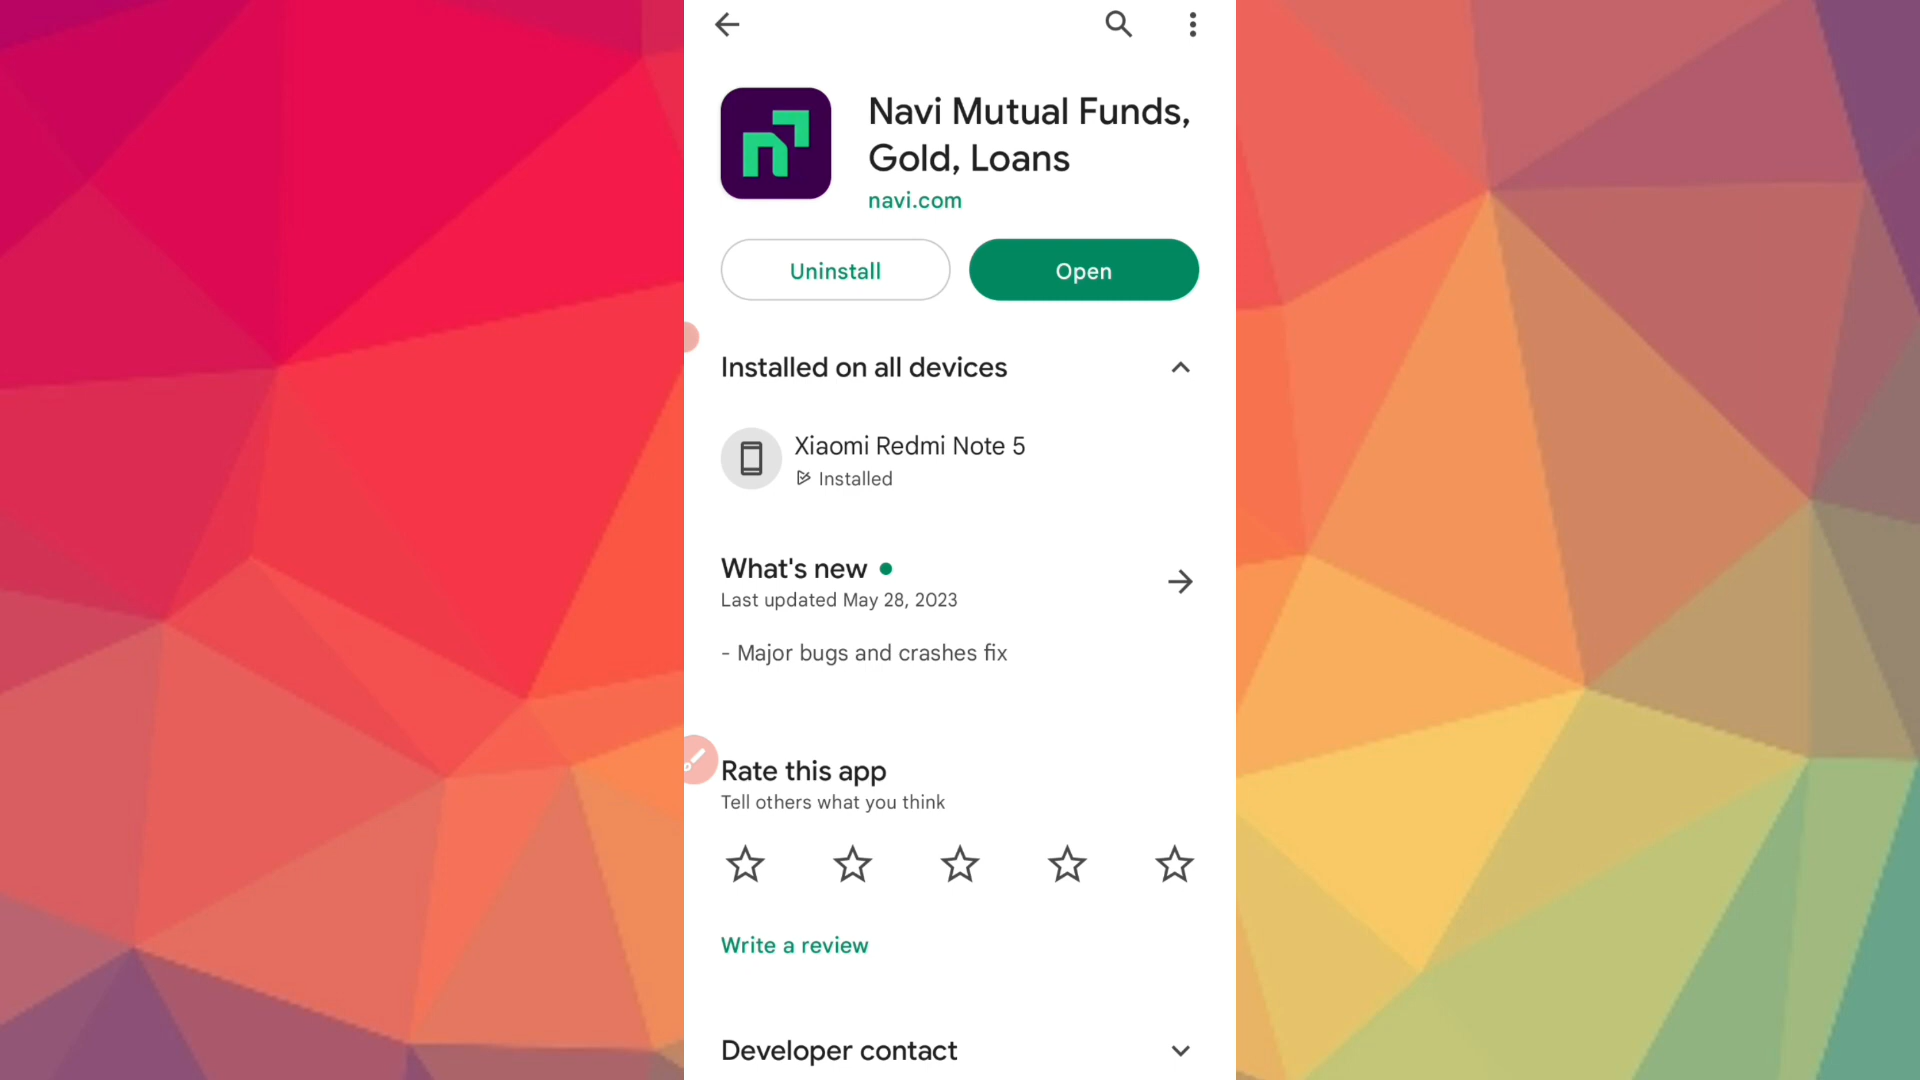 Navi Mutual Funds,
Gold, Loans
navi.com
Uninstall
Open
Installed on all devices
Xiaomi Redmi Note 5
Installed
What's new
Last updated May 28, 2023
- Major bugs and crashes fix
Rate this app
Tell others what you think
Write a review
Developer contact